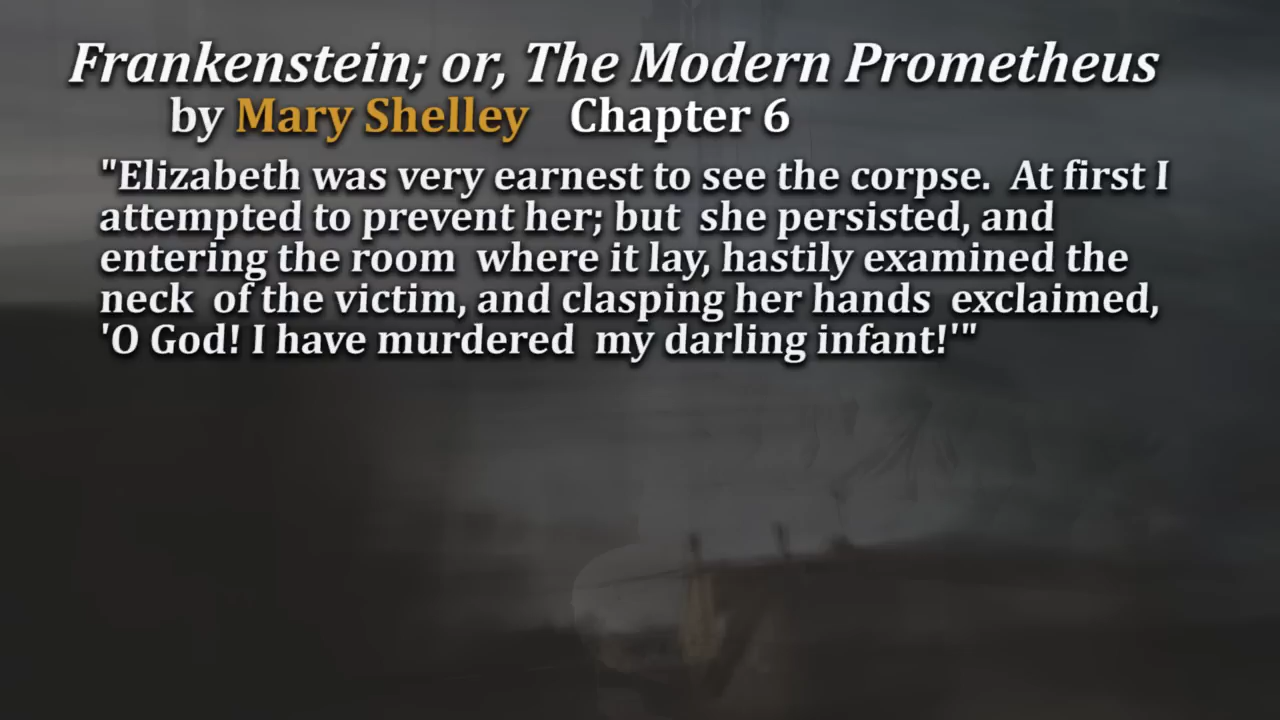 Frankenstein; or, The Modern Prometheus
by Mary Shelley Chapter 6
"Elizabeth was very earnest to see the corpse. At first I
attempted to prevent her; but she persisted, and
entering the room where it lay, hastily examined the
neck of the victim, and clasping her hands exclaimed,
'O God! I have murdered my darling infant!'"